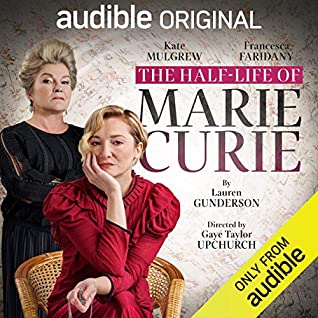 audible ORIGINAL
Kate MULGREW
Francesca FARIDANY
THE HALF-LIFE OF
MARIE
CURIE
By
Lauren
GUNDERSON
Directed by
Gaye Taylor
UPCHURCH
ONLY FROM
audible